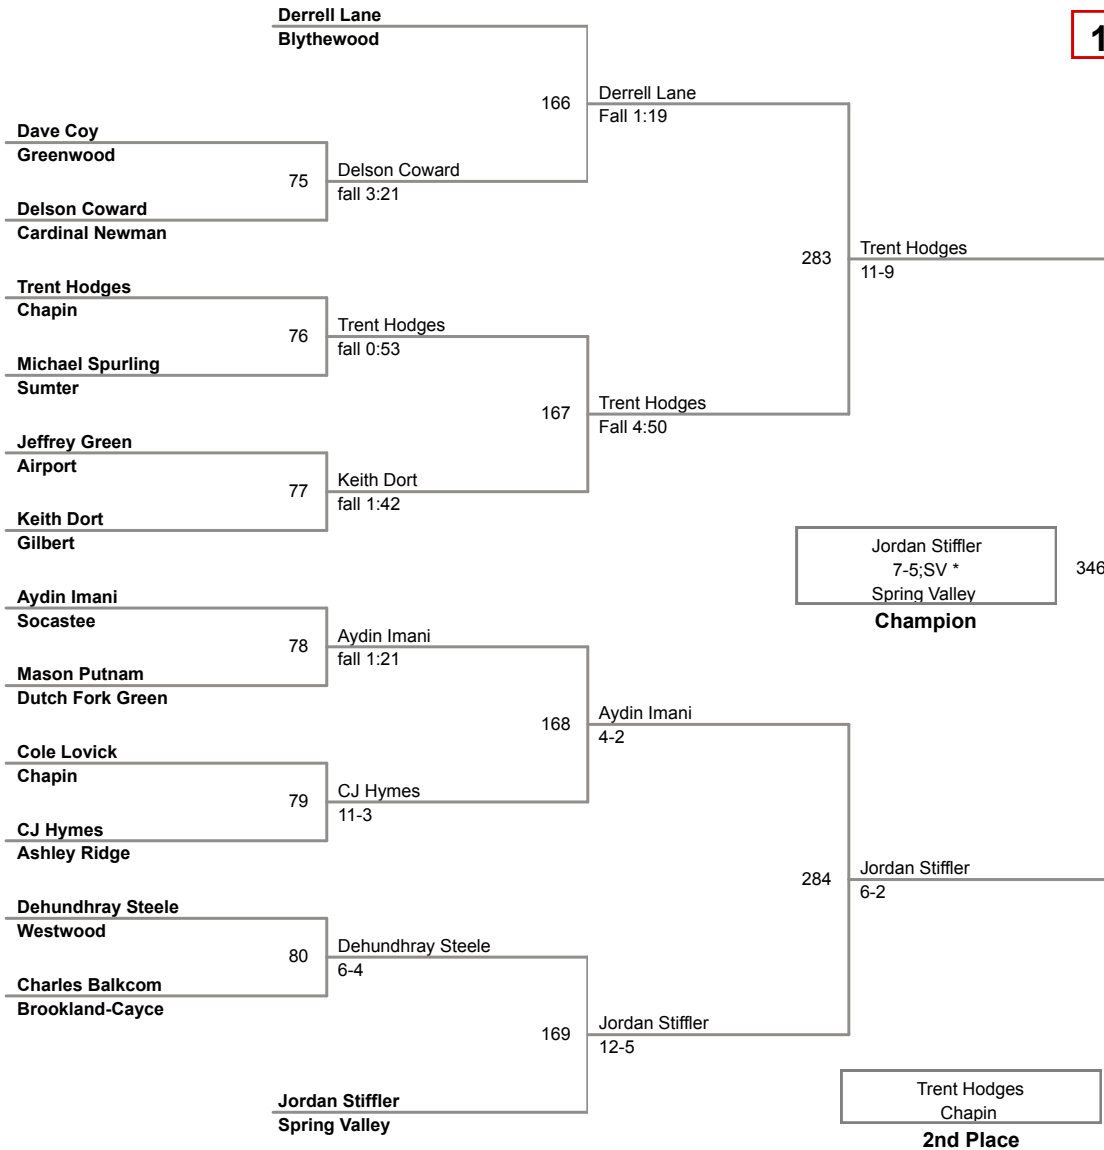 Derrell Lane
Blythewood
1
166
Derrell Lane
Fall 1:19
Dave Coy
Greenwood
75
Delson Coward
fall 3:21
Delson Coward
Cardinal Newman
283
Trent Hodges
11-9
Trent Hodges
Chapin
76
Trent Hodges
fall 0:53
Michael Spurling
Sumter
167
Trent Hodges
Fall 4:50
Jeffrey Green
Airport
77
Keith Dort
fall 1:42
Keith Dort
Gilbert
Jordan Stiffler
7-5;SV *
Spring Valley
346
Champion
Aydin Imani
Socastee
78
Aydin Imani
fall 1:21
Mason Putnam
Dutch Fork Green
168
Aydin Imani
4-2
Cole Lovick
Chapin
79
CJ Hymes
11-3
CJ Hymes
Ashley Ridge
284
Jordan Stiffler
6-2
Dehundhray Steele
Westwood
80
Dehundhray Steele
6-4
Charles Balkcom
Brookland-Cayce
169
Jordan Stiffler
12-5
Jordan Stiffler
Spring Valley
Trent Hodges
Chapin
2nd Place